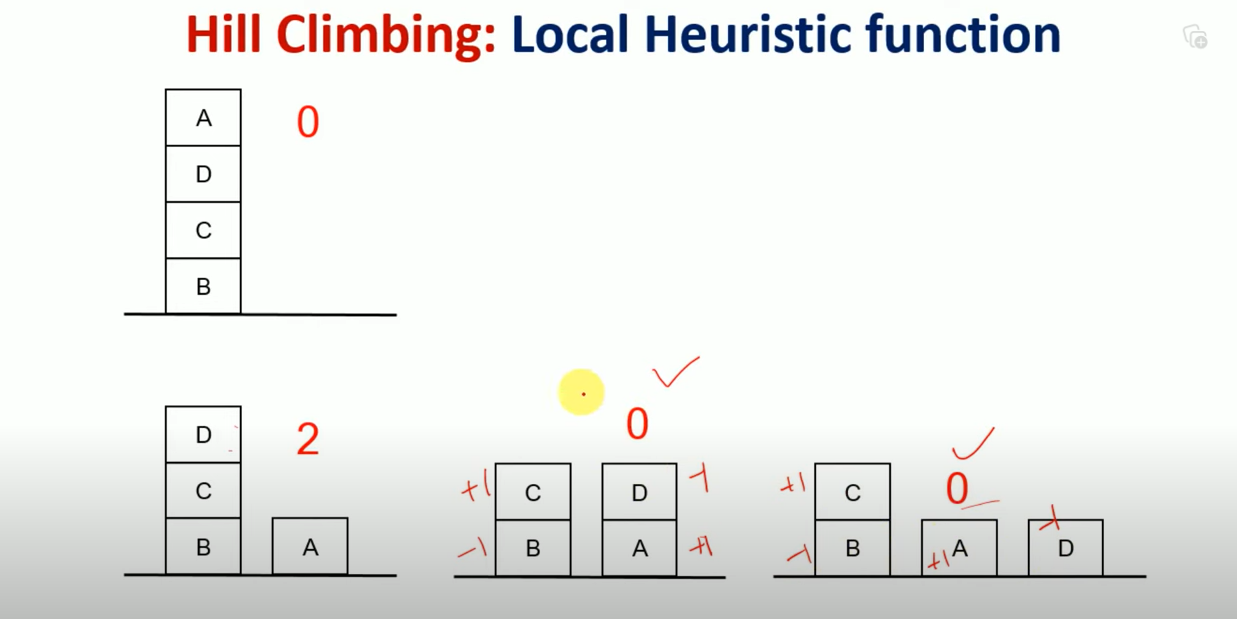 Hill Climbing: Local Heuristic function
A 0
D
C
B
D 2
C
B A
0
+1 C D -1
-1 B A +1
+1 C 0
-1 B +1 A -1 D